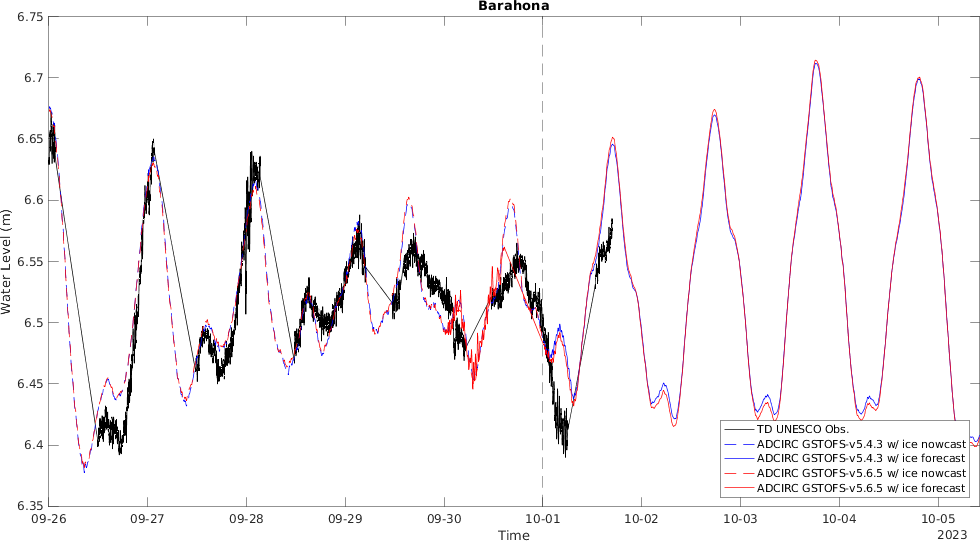 Barahona
Water Level (m)
6.75
6.7
6.65
6.6
6.55
6.5
6.45
6.4
6.35
TD UNESCO Obs.
ADCIRC GSTOFS-v5.4.3 w/ ice nowcast
ADCIRC GSTOFS-v5.4.3 w/ ice forecast
ADCIRC GSTOFS-v5.6.5 w/ ice nowcast
ADCIRC GSTOFS-v5.6.5 w/ ice forecast
09-26 09-27 09-28 09-29 09-30 10-01 10-02 10-03 10-04 10-05
Time
2023